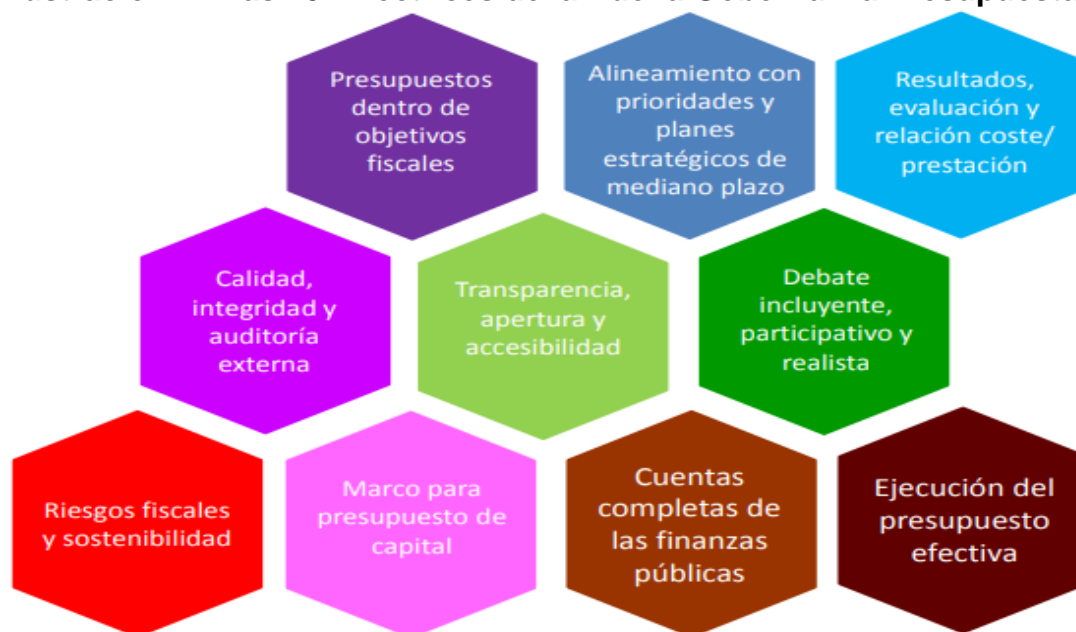 Presupuestos
dentro de
objetivos
fiscales
Alineamiento con
prioridades y
planes
estratégicos de
mediano plazo
Resultados,
evaluación y
relación coste/
prestación
Calidad,
integridad y
auditoría
externa
Transparencia,
apertura y
accesibilidad
Debate
incluyente,
participativo y
realista
Riesgos fiscales
y sostenibilidad
Marco para
presupuesto de
capital
Cuentas
completas de
las finanzas
públicas
Ejecución del
presupuesto
efectiva